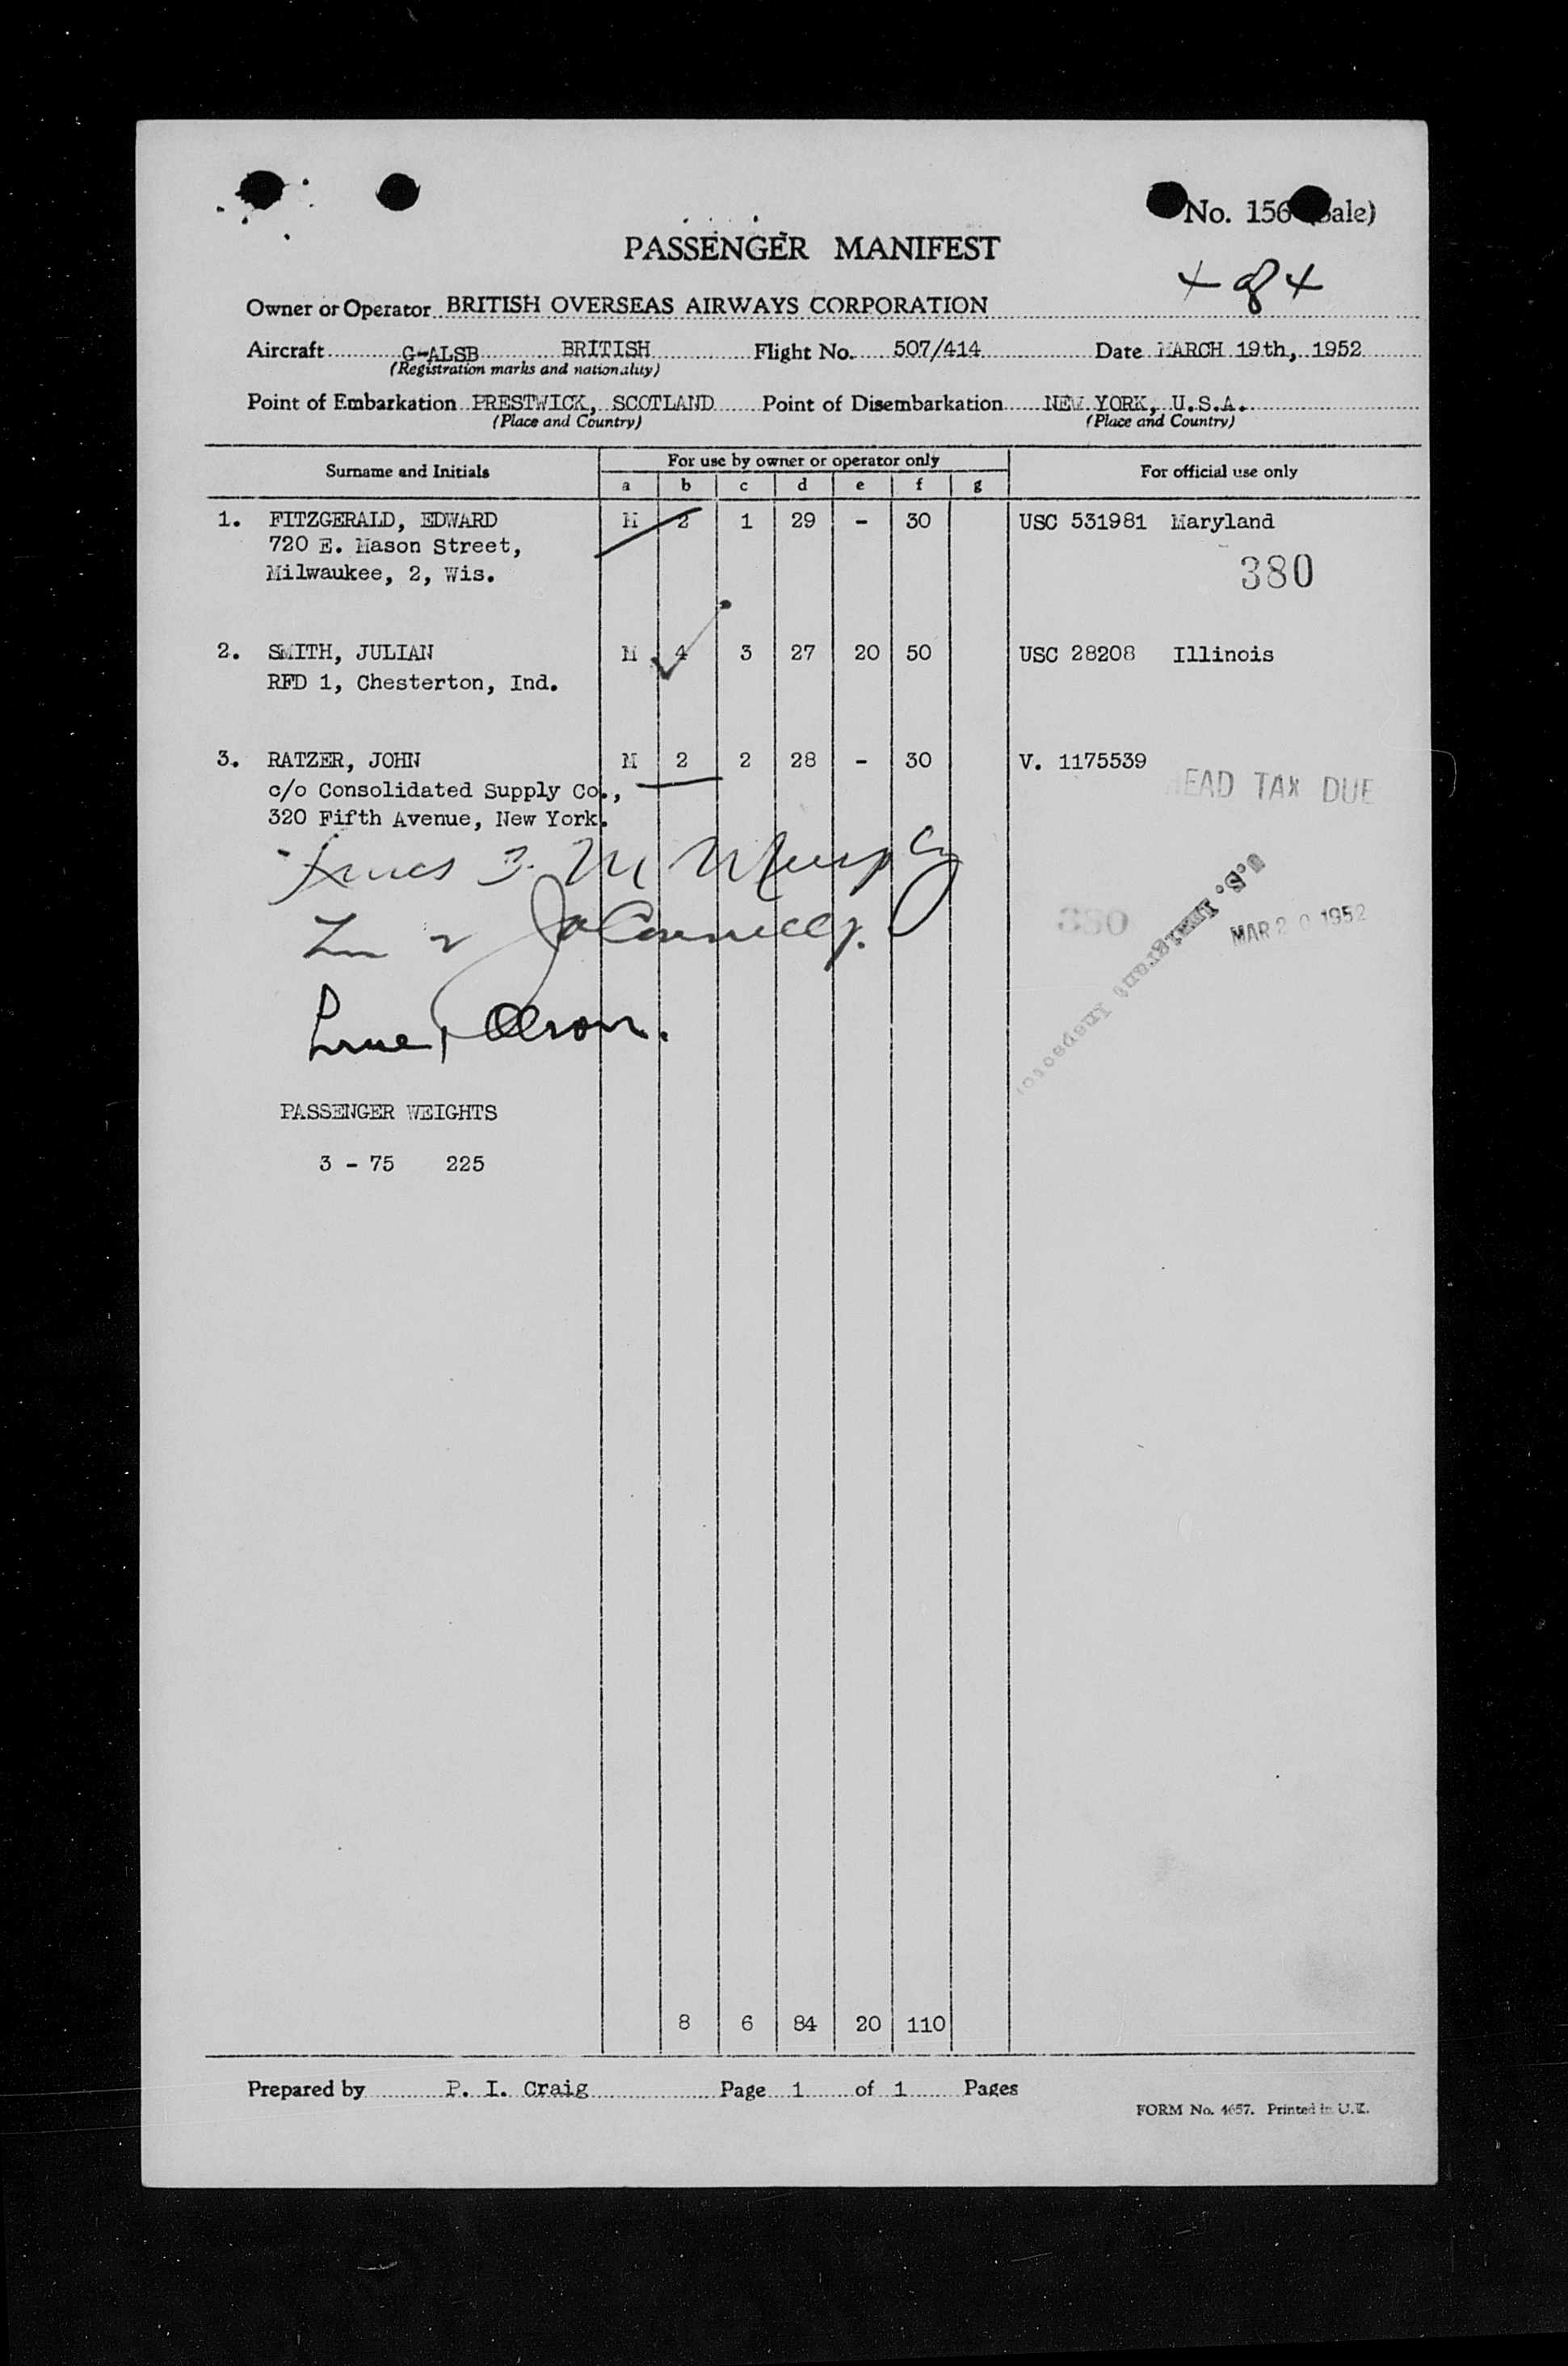 No. 156 ale)
PASSENGER MANIFEST
4 of 4
Owner or Operator BRITISH OVERSEAS AIRWAYS CORPORATION
Aircraft G-ALSB BRITISH Flight No. 507/414 Date MARCH 19th, 1952
(Registration marks and nationality)
Point of Embarkation PRESTWICK, SCOTLAND Point of Disembarkation NEW YORK, U.S.A.
(Place and Country) (Place and Country)
Surname and Initials For use by owner or operator only For official use only
a b c d e f g
1. FITZGERALD, EDWARD M 2 1 29 - 30 USC 531981 Maryland
720 E. Mason Street,
Milwaukee, 2, Wis. 380
2. SMITH, JULIAN M 4 3 27 20 50 USC 28208 Illinois
RFD 1, Chesterton, Ind.
3. RATZER, JOHN M 2 2 28 - 30 V. 1175539
c/o Consolidated Supply Co., HEAD TAX DUE
320 Fifth Avenue, New York.
380 MAR 20 1952
U.S. Immigrant Inspector
PASSENGER WEIGHTS
3 - 75 225
8 6 84 20 110
Prepared by P. I. Craig Page 1 of 1 Pages
FORM No. 4657. Printed in U.K.